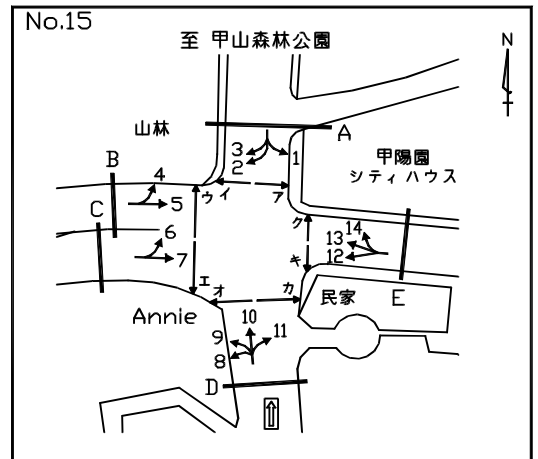 No.15
至 甲山森林公園
N
山林
A
3
2
1
甲陽園
シティハウス
B
4
ウ
イ
ア
5
C
6
7
ク
キ
14
13
12
エ
オ
カ
民家
E
Annie
10
11
9
8
D